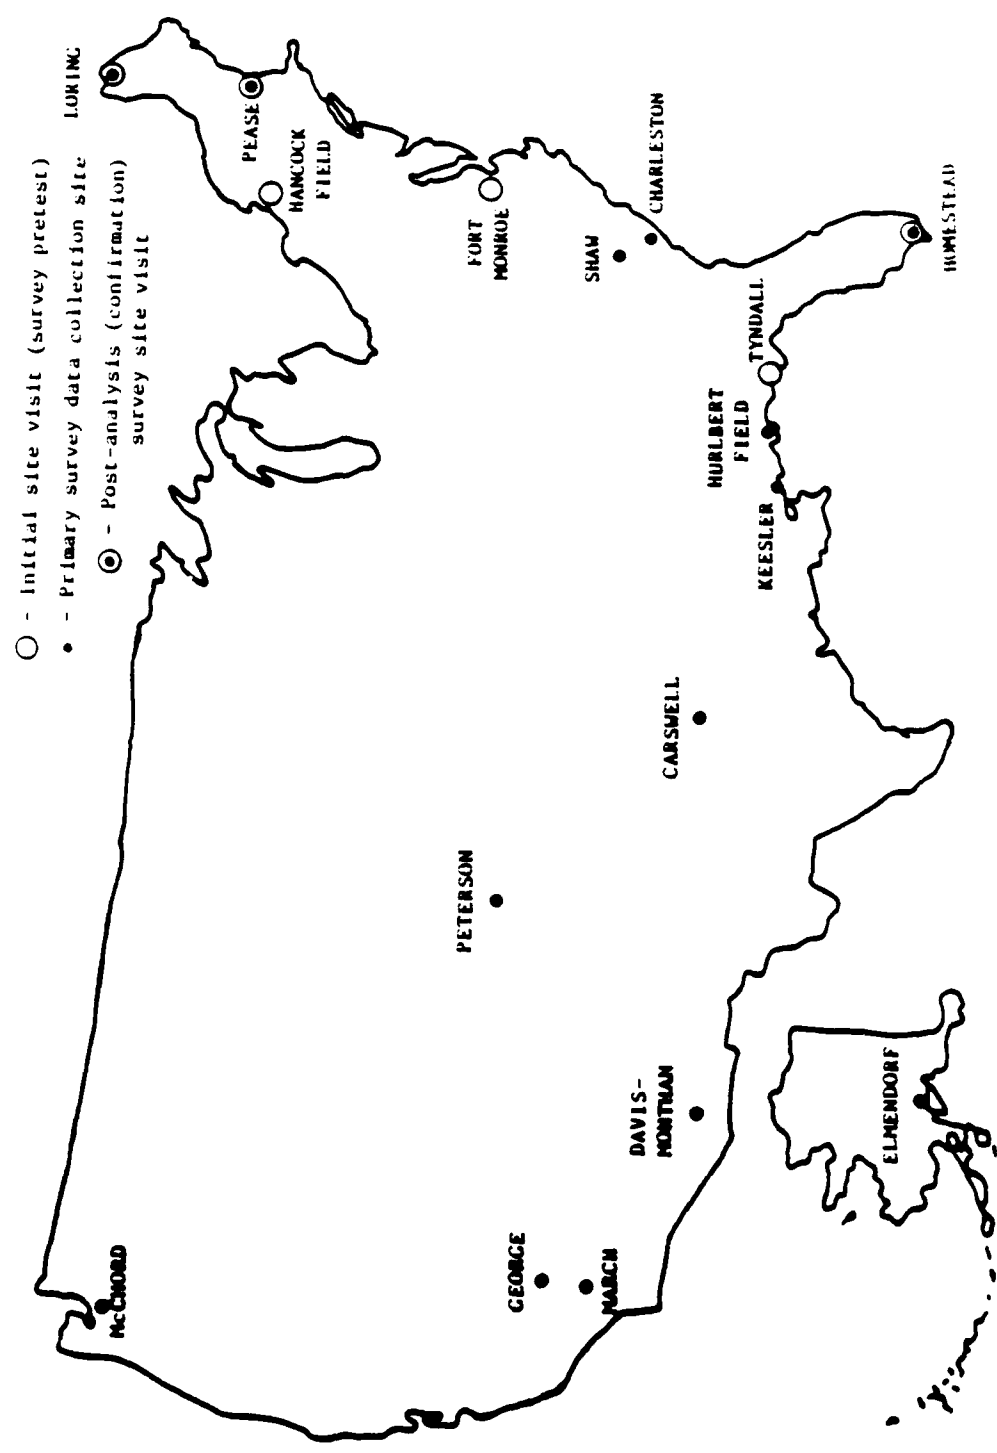 ○ - Initial site visit (survey pretest)
• - Primary survey data collection site
◉ - Post-analysis (confirmation)
survey site visit
LORING
PEASE
HANCOCK
FIELD
FORT
MONROE
CHARLESTON
SHAW
HOMESTEAD
TYNDALL
HURLBERT
FIELD
KEESLER
CARSWELL
PETERSON
DAVIS-
MONTHAN
ELMENDORF
GEORGE
MARCH
McCHORD